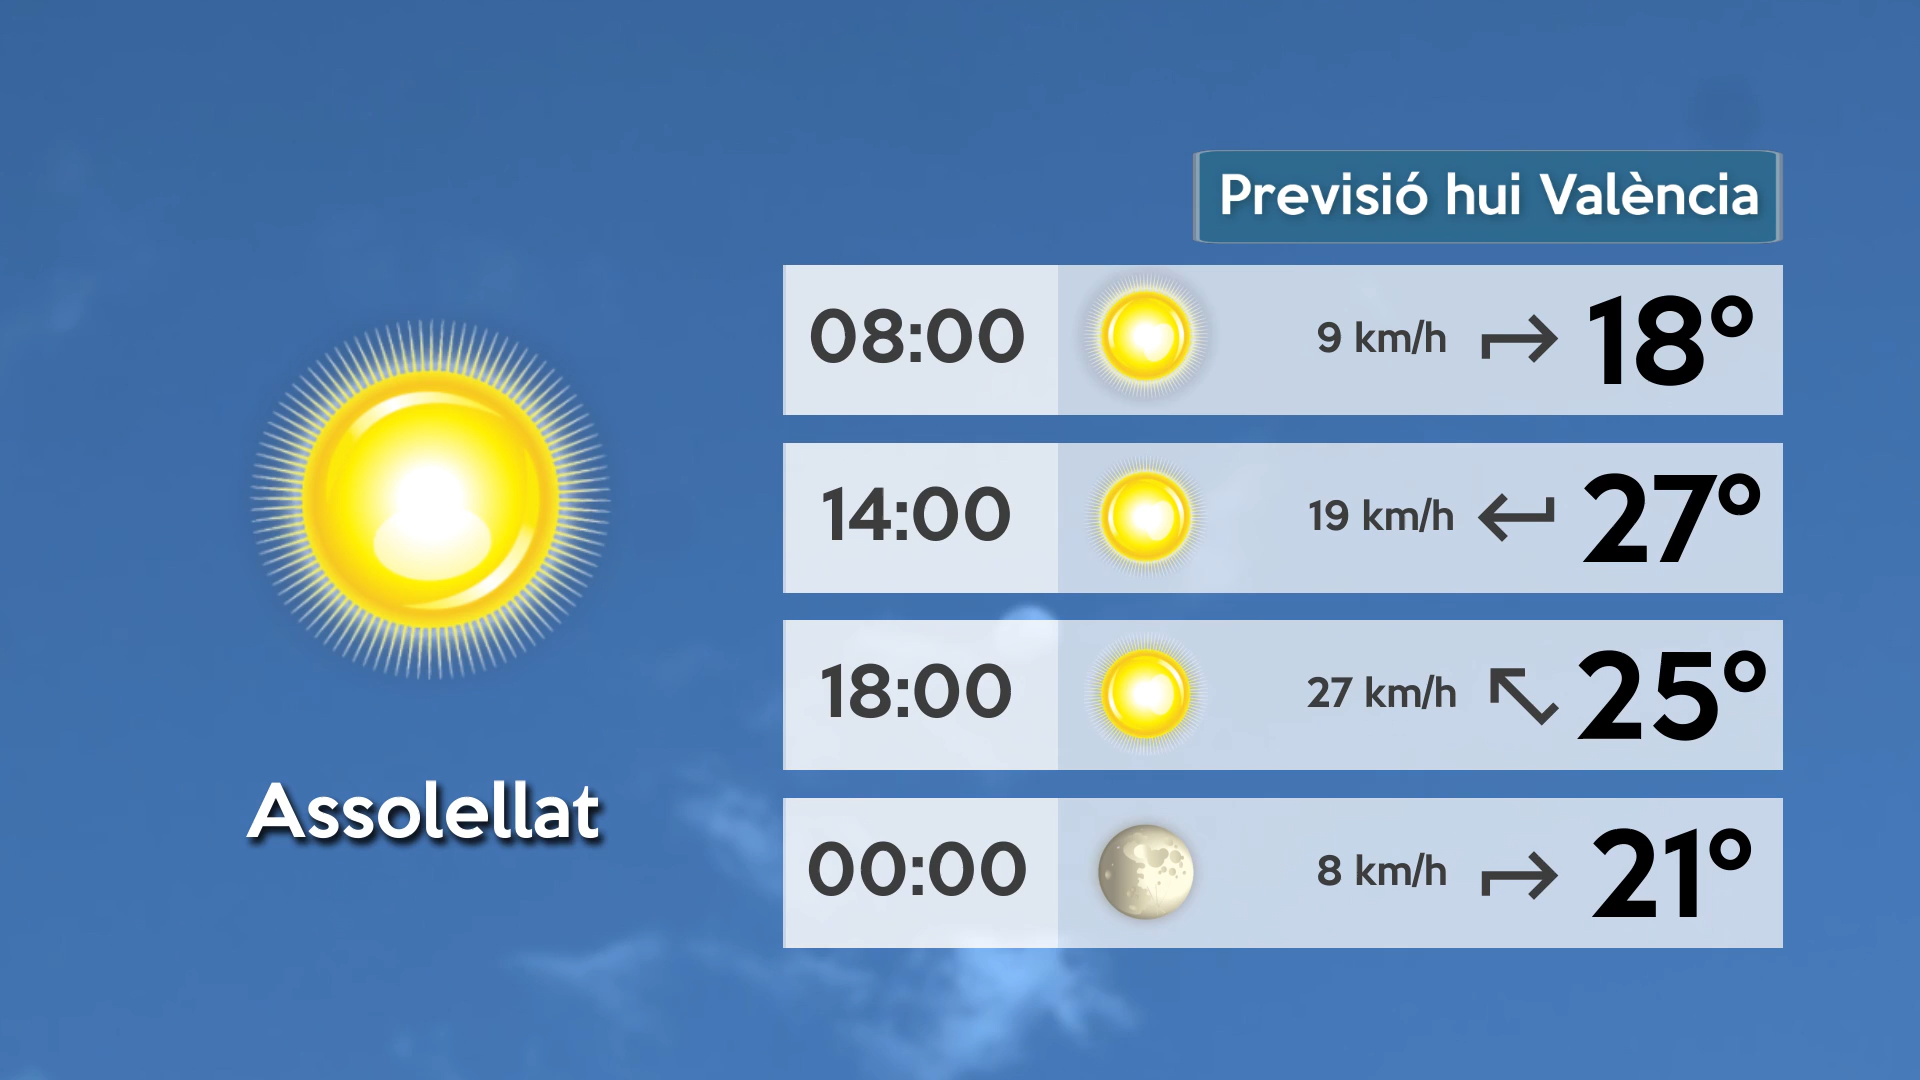 Previsió hui València
08:00 9 km/h 18°
14:00 19 km/h 27°
18:00 27 km/h 25°
00:00 8 km/h 21°
Assolellat